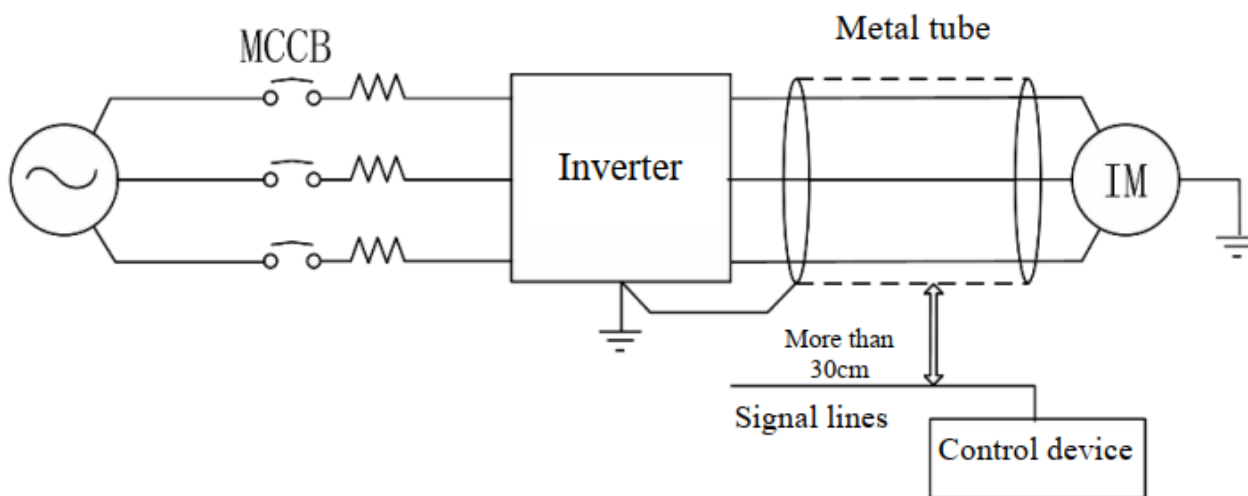 Metal tube
MCCB
Inverter
IM
More than
30cm
Signal lines
Control device